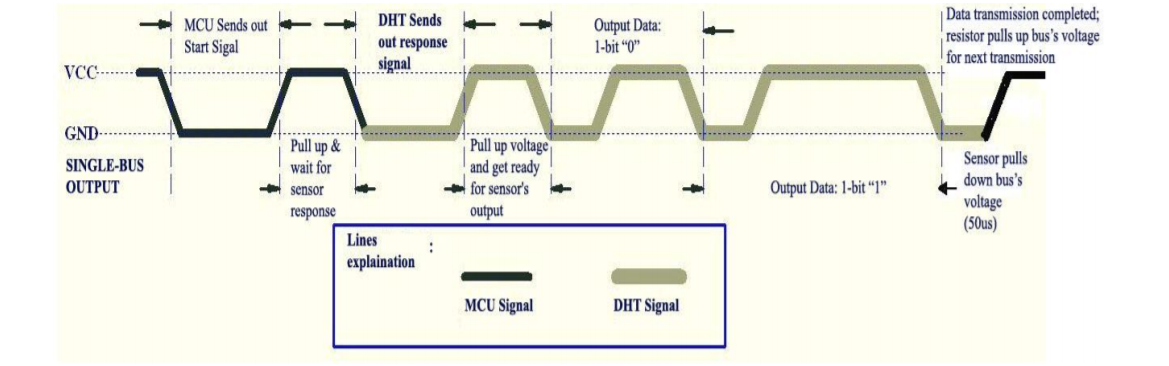 MCU Sends out
Start Sigal
DHT Sends
out response
signal
Output Data:
1-bit “0”
Data transmission completed;
resistor pulls up bus’s voltage
for next transmission
VCC
GND
SINGLE-BUS
OUTPUT
Pull up &
wait for
sensor
response
Pull up voltage
and get ready
for sensor's
output
Output Data: 1-bit “1”
Sensor pulls
down bus’s
voltage
(50us)
Lines
explaination :
MCU Signal
DHT Signal